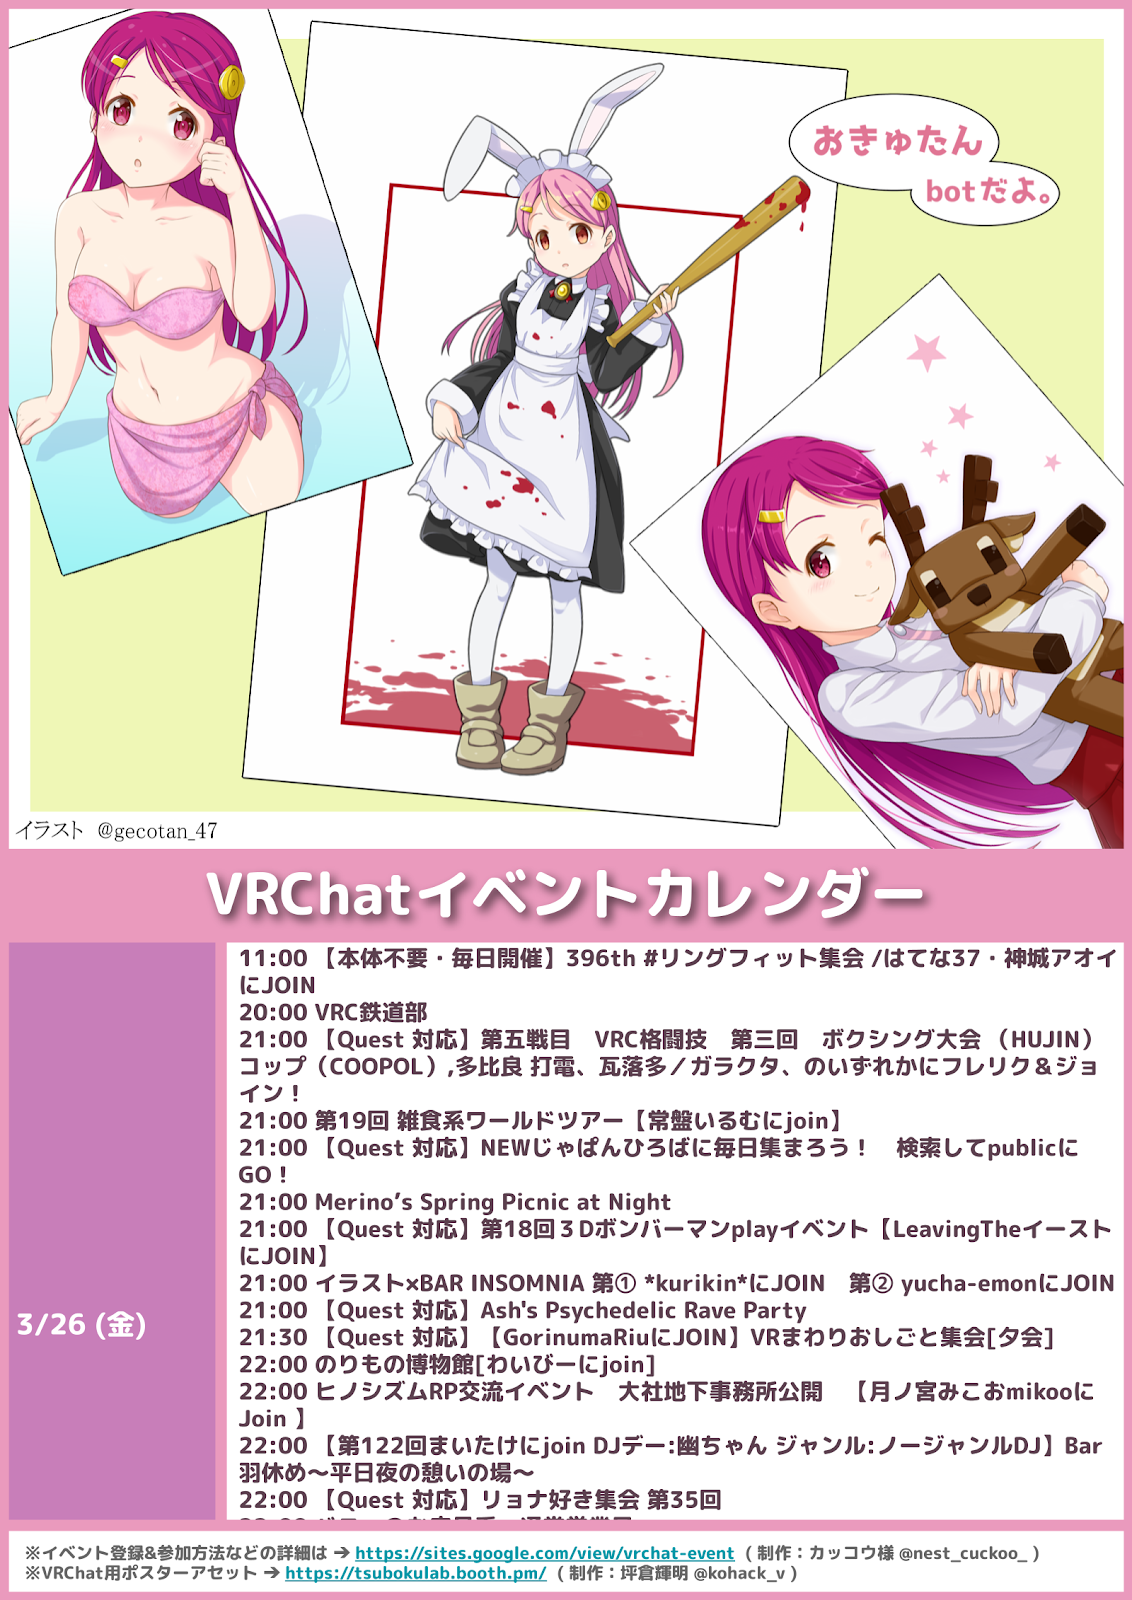 おきゅたん
botだよ。
イラスト @gecotan_47
VRChatイベントカレンダー
3/26 (金)
11:00 【本体不要・毎日開催】396th #リングフィット集会 /はてな37・神城アオイ
にJOIN
20:00 VRC鉄道部
21:00 【Quest 対応】第五戦目　VRC格闘技　第三回　ボクシング大会 （HUJIN）
コップ（COOPOL）,多比良 打電、瓦落多／ガラクタ、のいずれかにフレリク＆ジョ
イン！
21:00 第19回 雑食系ワールドツアー【常盤いるむにjoin】
21:00 【Quest 対応】NEWじゃぱんひろばに毎日集まろう！　検索してpublicに
GO！
21:00 Merino’s Spring Picnic at Night
21:00 【Quest 対応】第18回３Dボンバーマンplayイベント【LeavingTheイースト
にJOIN】
21:00 イラスト×BAR INSOMNIA 第① *kurikin*にJOIN　第② yucha-emonにJOIN
21:00 【Quest 対応】Ash's Psychedelic Rave Party
21:30 【Quest 対応】【GorinumaRiuにJOIN】VRまわりおしごと集会[夕会]
22:00 のりもの博物館[わいびーにjoin]
22:00 ヒノシズムRP交流イベント　大社地下事務所公開　【月ノ宮みこおmikooに
Join 】
22:00 【第122回まいたけにjoin DJデー:幽ちゃん ジャンル:ノージャンルDJ】Bar
羽休め～平日夜の憩いの場～
22:00 【Quest 対応】リョナ好き集会 第35回
※イベント登録&参加方法などの詳細は → https://sites.google.com/view/vrchat-event （制作：カッコウ様 @nest_cuckoo_ ）
※VRChat用ポスターアセット → https://tsubokulab.booth.pm/ （制作：坪倉輝明 @kohack_v ）